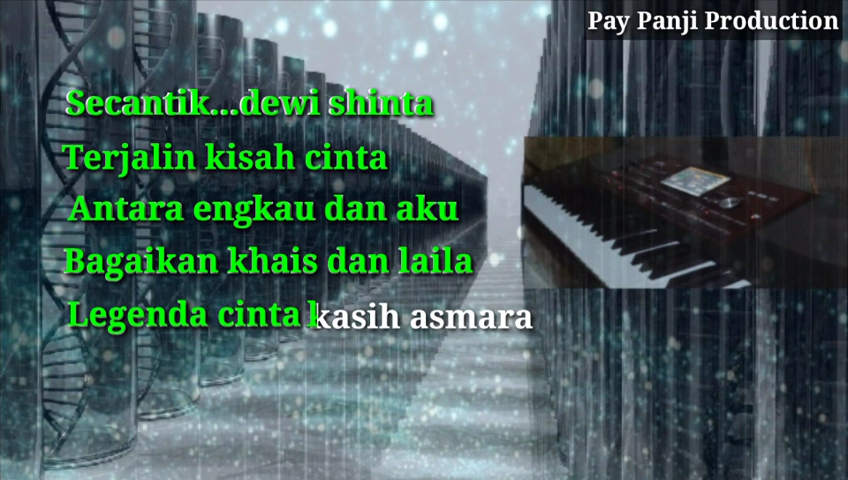 Pay Panji Production
Secantik...dewi shinta
Terjalin kisah cinta
Antara engkau dan aku
Bagaikan khais dan laila
Legenda cinta kasih asmara